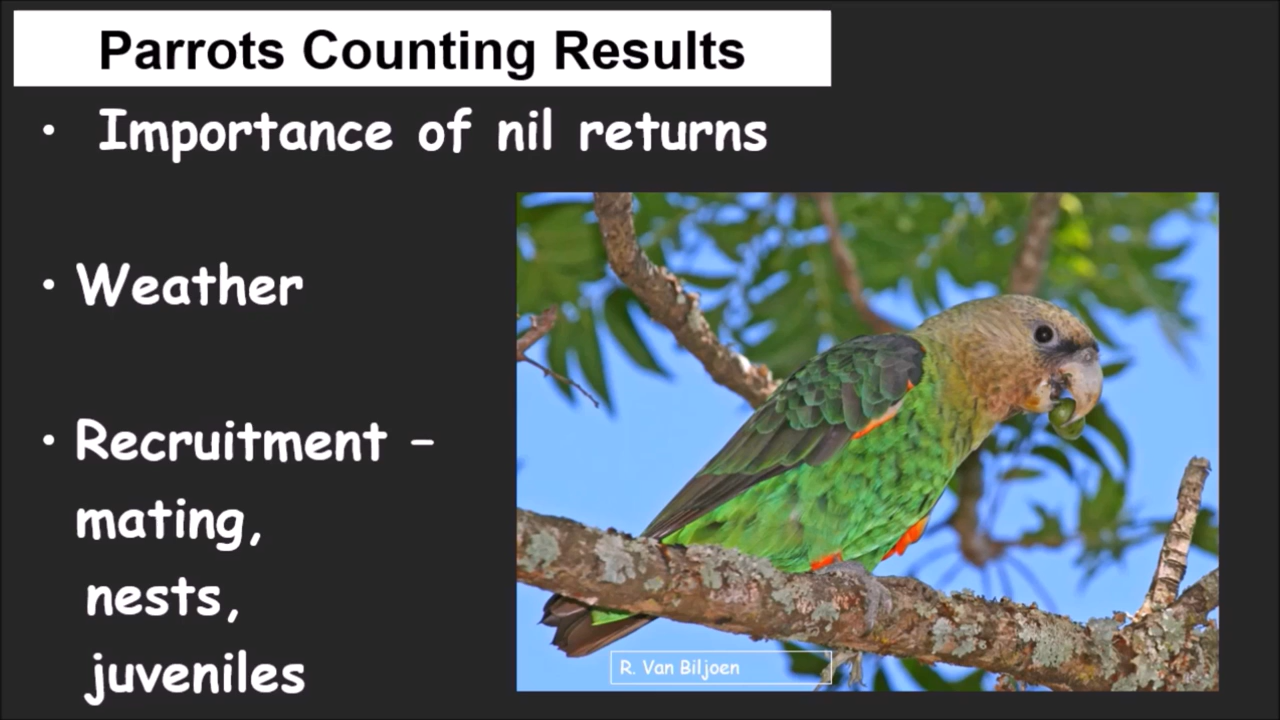 Parrots Counting Results
• Importance of nil returns
• Weather
• Recruitment –
mating,
nests,
juveniles
R. Van Biljoen